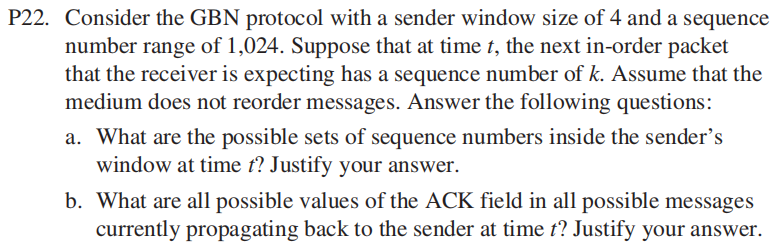 P22. Consider the GBN protocol with a sender window size of 4 and a sequence
number range of 1,024. Suppose that at time t, the next in-order packet
that the receiver is expecting has a sequence number of k. Assume that the
medium does not reorder messages. Answer the following questions:
a. What are the possible sets of sequence numbers inside the sender's
window at time t? Justify your answer.
b. What are all possible values of the ACK field in all possible messages
currently propagating back to the sender at time t? Justify your answer.